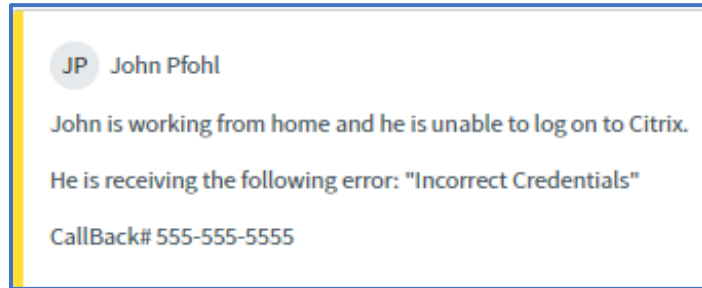 JP John Pfohl
John is working from home and he is unable to log on to Citrix.
He is receiving the following error: "Incorrect Credentials"
CallBack# 555-555-5555